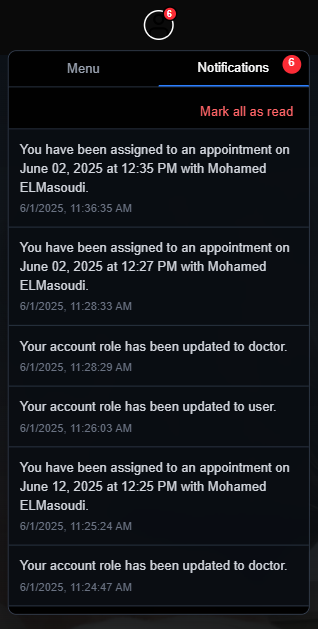 6
Menu
Notifications 6
Mark all as read
You have been assigned to an appointment on
June 02, 2025 at 12:35 PM with Mohamed
ELMasoudi.
6/1/2025, 11:36:35 AM
You have been assigned to an appointment on
June 02, 2025 at 12:27 PM with Mohamed
ELMasoudi.
6/1/2025, 11:28:33 AM
Your account role has been updated to doctor.
6/1/2025, 11:28:29 AM
Your account role has been updated to user.
6/1/2025, 11:26:03 AM
You have been assigned to an appointment on
June 12, 2025 at 12:25 PM with Mohamed
ELMasoudi.
6/1/2025, 11:25:24 AM
Your account role has been updated to doctor.
6/1/2025, 11:24:47 AM